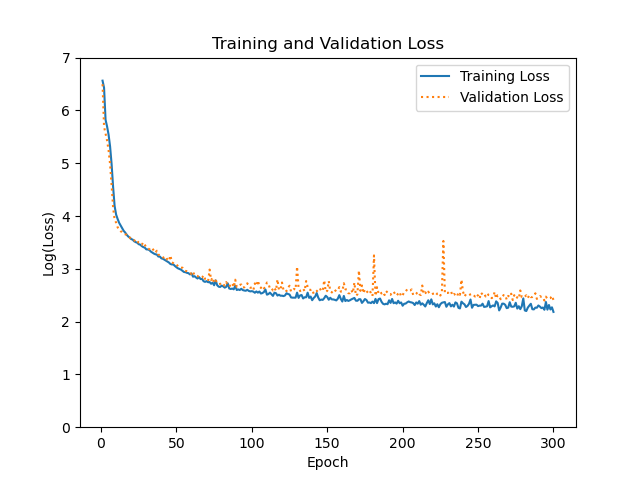 Training and Validation Loss
Training Loss
Validation Loss
Log(Loss)
7
6
5
4
3
2
1
0
0 50 100 150 200 250 300
Epoch